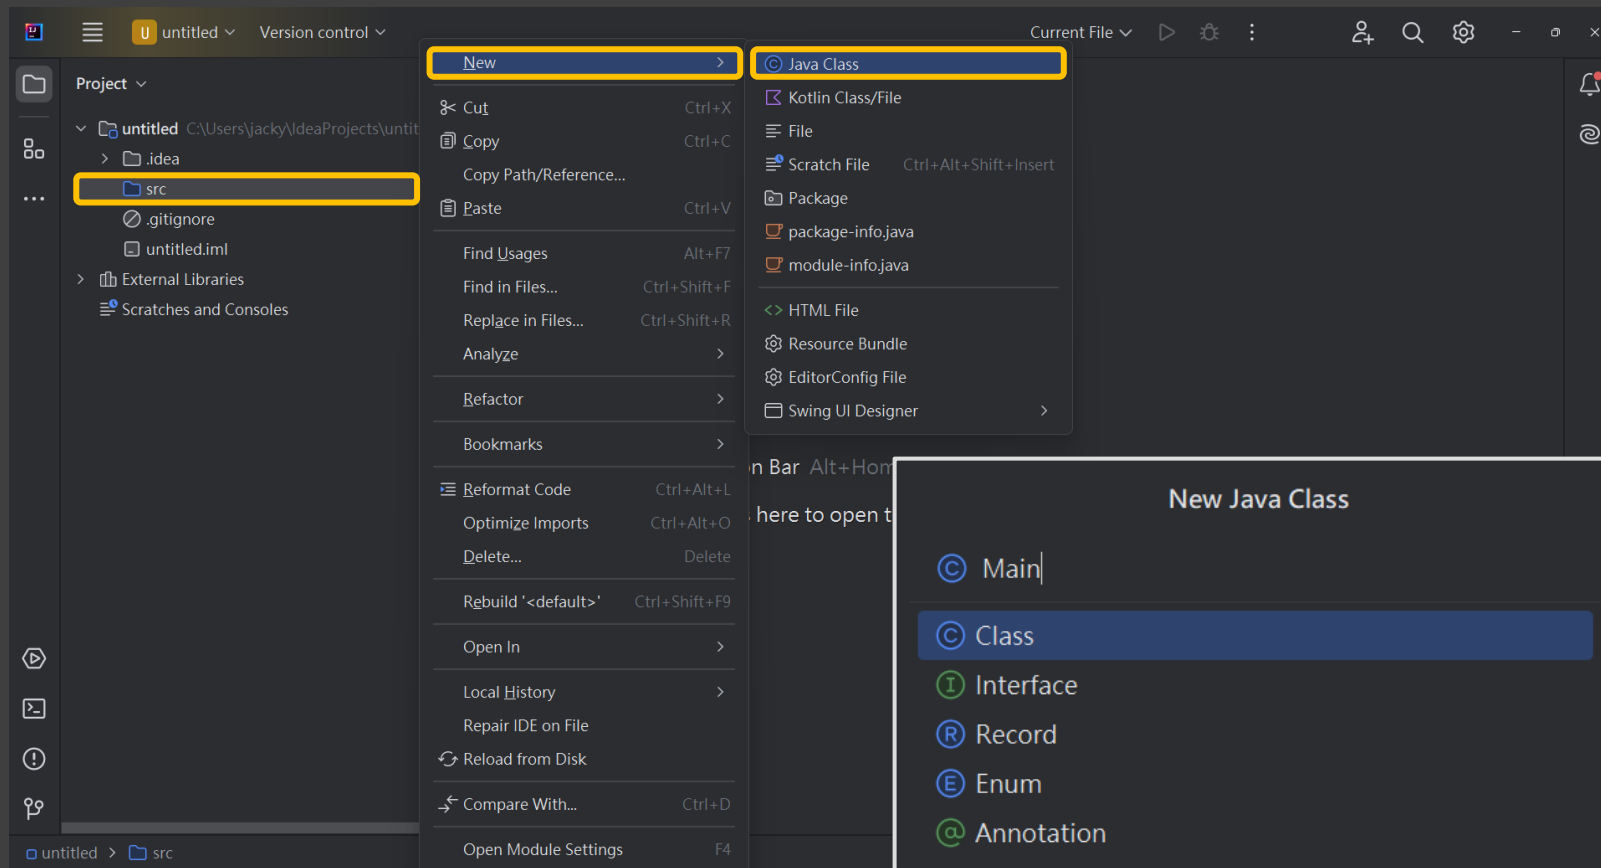 U untitled Version control Current File
Project
untitled C:\Users\jacky\IdeaProjects\untit
.idea
src
.gitignore
untitled.iml
External Libraries
Scratches and Consoles
New
Cut Ctrl+X
Copy Ctrl+C
Copy Path/Reference...
Paste Ctrl+V
Find Usages Alt+F7
Find in Files... Ctrl+Shift+F
Replace in Files... Ctrl+Shift+R
Analyze
Refactor
Bookmarks
Reformat Code Ctrl+Alt+L
Optimize Imports Ctrl+Alt+O
Delete... Delete
Rebuild '<default>' Ctrl+Shift+F9
Open In
Local History
Repair IDE on File
Reload from Disk
Compare With... Ctrl+D
Open Module Settings F4
Java Class
Kotlin Class/File
File
Scratch File Ctrl+Alt+Shift+Insert
Package
package-info.java
module-info.java
HTML File
Resource Bundle
EditorConfig File
Swing UI Designer
n Bar Alt+Hom
here to open t
New Java Class
Main
Class
Interface
Record
Enum
Annotation
untitled > src